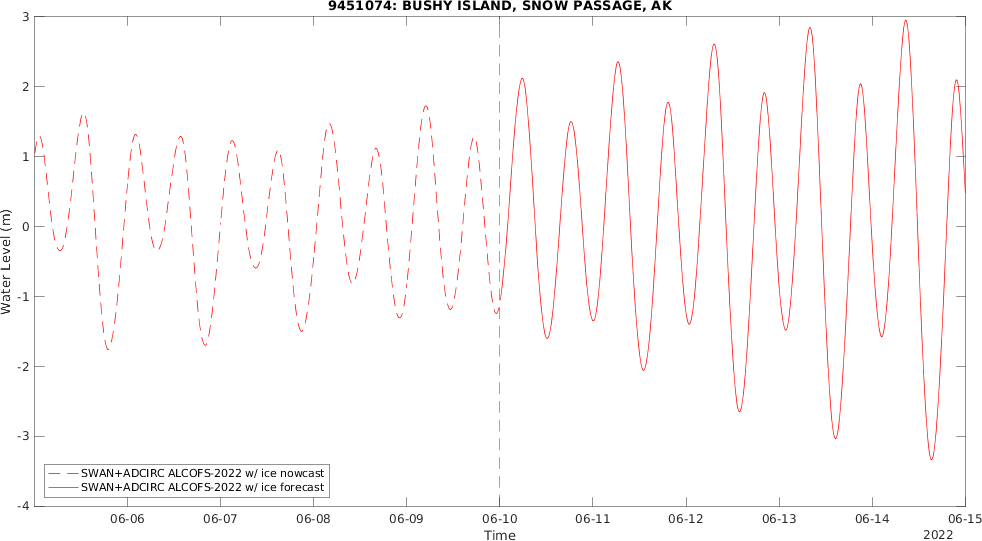 9451074: BUSHY ISLAND, SNOW PASSAGE, AK
3
2
1
0
-1
-2
-3
-4
Water Level (m)
SWAN+ADCIRC ALCOFS-2022 w/ ice nowcast
SWAN+ADCIRC ALCOFS-2022 w/ ice forecast
06-06 06-07 06-08 06-09 06-10 06-11 06-12 06-13 06-14 06-15
Time
2022